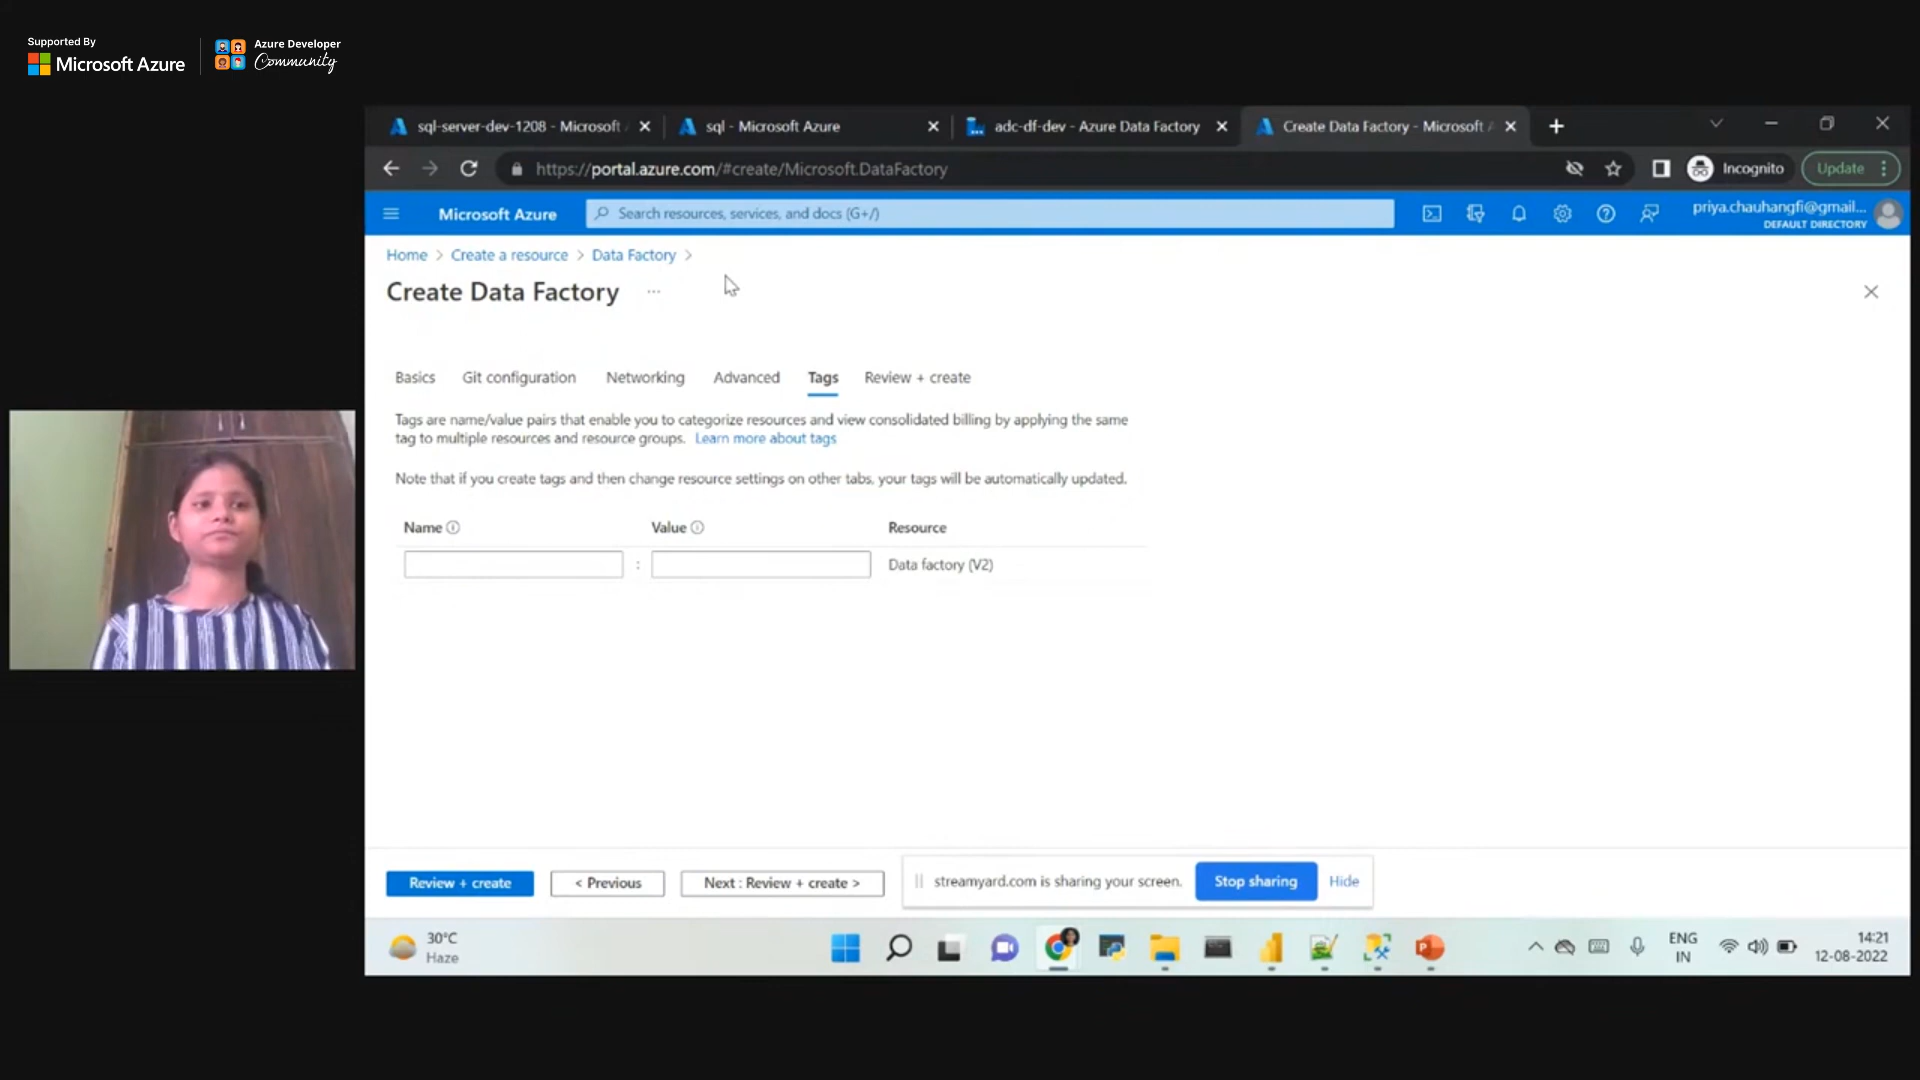 Supported By
Microsoft Azure
Azure Developer
Community
sql-server-dev-1208 - Microsoft
sql - Microsoft Azure
adc-df-dev - Azure Data Factory
Create Data Factory - Microsoft
https://portal.azure.com/#create/Microsoft.DataFactory
Incognito
Update
Microsoft Azure
Search resources, services, and docs (G+/)
priya.chauhangfi@gmail...
DEFAULT DIRECTORY
Home > Create a resource > Data Factory >
Create Data Factory ...
Basics
Git configuration
Networking
Advanced
Tags
Review + create
Tags are name/value pairs that enable you to categorize resources and view consolidated billing by applying the same
tag to multiple resources and resource groups. Learn more about tags
Note that if you create tags and then change resource settings on other tabs, your tags will be automatically updated.
Name
Value
Resource
:
Data factory (V2)
Review + create
< Previous
Next : Review + create >
streamyard.com is sharing your screen.
Stop sharing
Hide
30°C
Haze
ENG
IN
14:21
12-08-2022